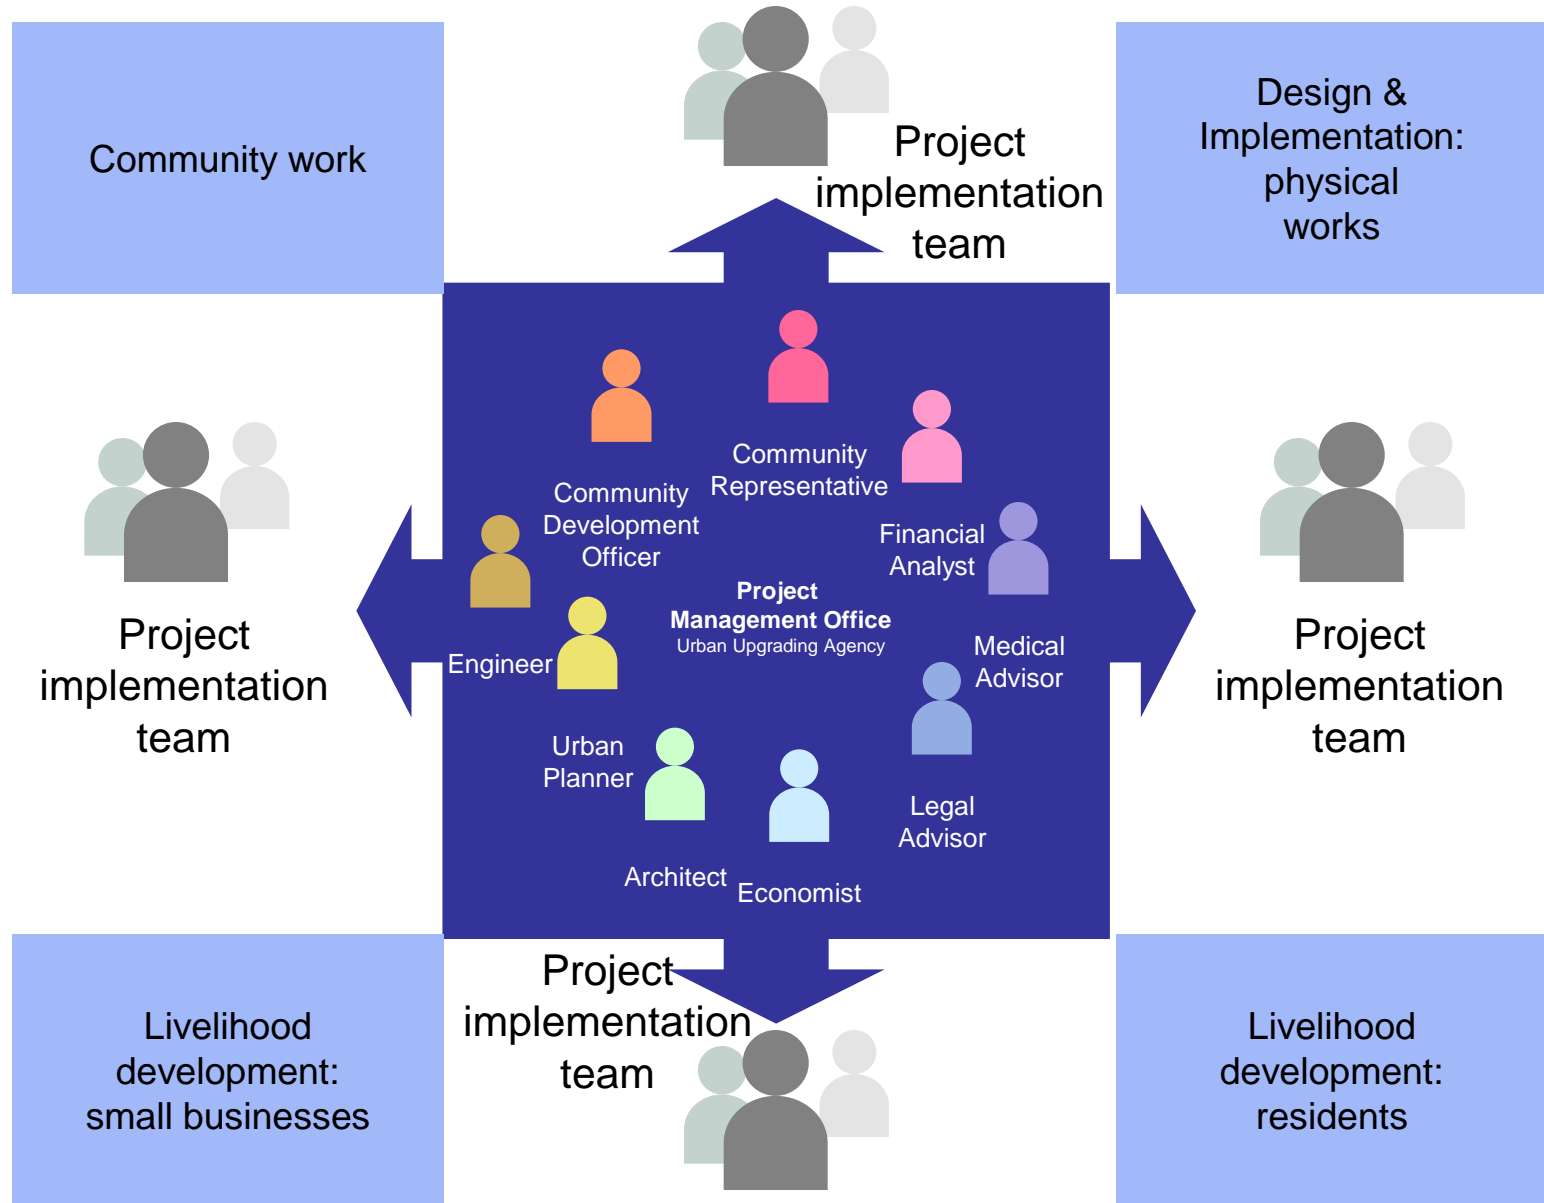 Community work
Project
implementation
team
Design &
Implementation:
physical
works
Community
Representative
Community
Development
Officer
Financial
Analyst
Project
Management Office
Urban Upgrading Agency
Engineer
Medical
Advisor
Urban
Planner
Legal
Advisor
Architect
Economist
Project
implementation
team
Project
implementation
team
Livelihood
development:
small businesses
Project
implementation
team
Livelihood
development:
residents